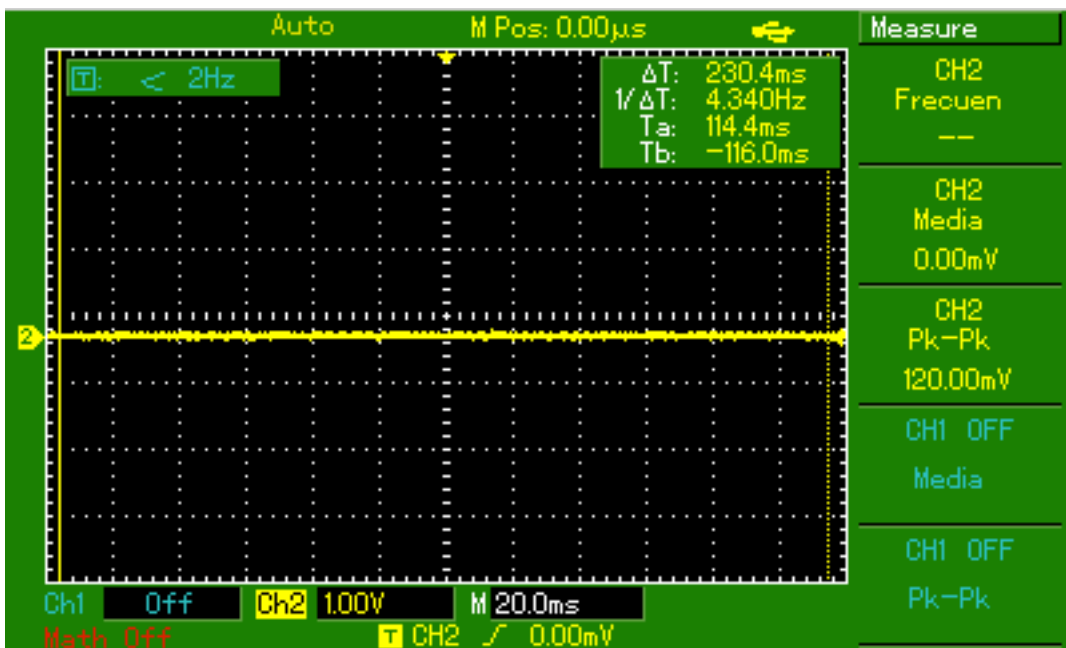 Auto M Pos: 0.00µs Measure
T: < 2Hz
ΔT: 230.4ms
1/ΔT: 4.340Hz
Ta: 114.4ms
Tb: -116.0ms
CH2
Frecuen
--
CH2
Media
0.00mV
CH2
Pk-Pk
120.00mV
CH1 OFF
Media
CH1 OFF
Pk-Pk
2
Ch1 Off Ch2 1.00V M 20.0ms
Math Off T CH2 0.00mV